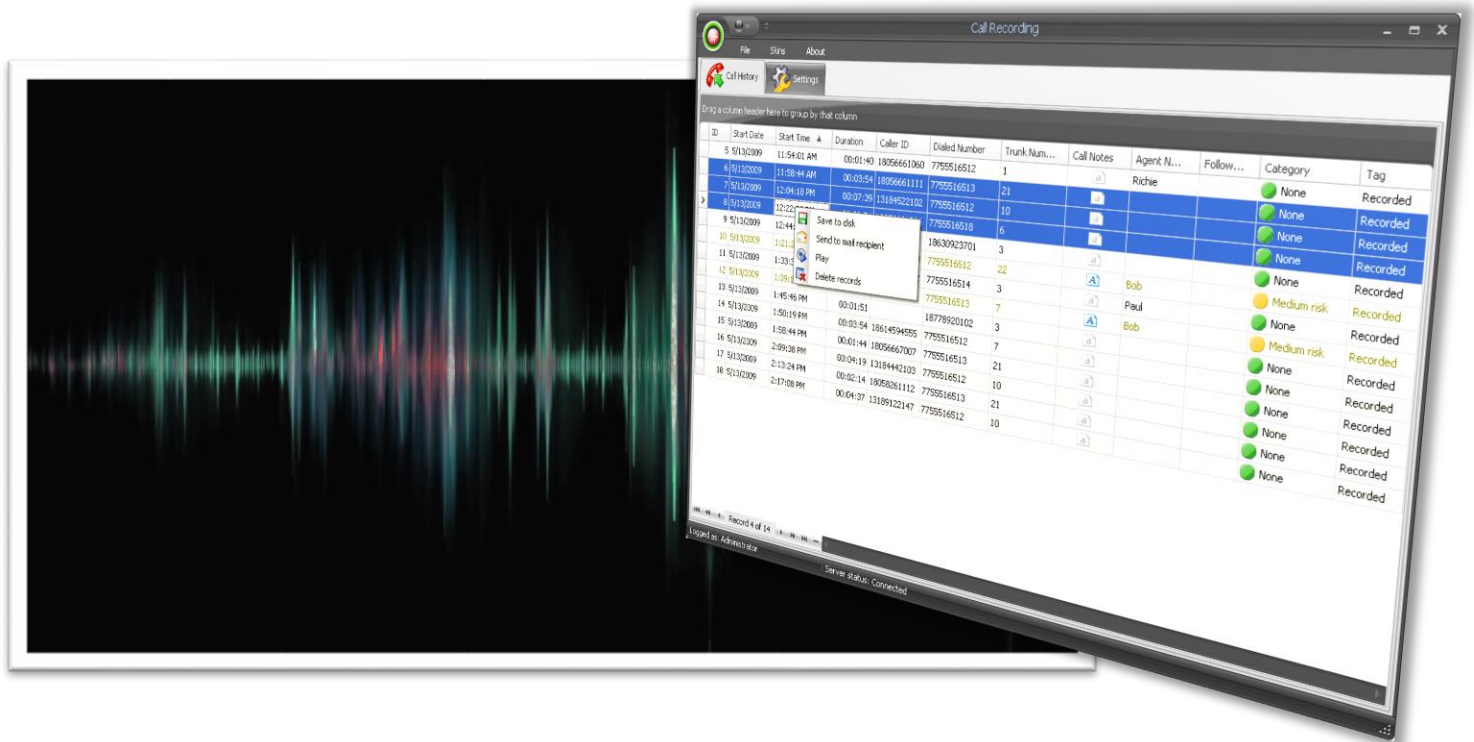 Call Recording
File Skins About
Call History Settings
Drag a column header here to group by that column
ID Start Date Start Time Duration Caller ID Dialed Number Trunk Num... Call Notes Agent N... Follow... Category Tag
5 5/13/2009 11:54:01 AM 00:01:40 18056661060 7755516512 1 Richie None Recorded
6 5/13/2009 11:58:44 AM 00:03:54 18056661111 7755516513 21 None Recorded
7 5/13/2009 12:04:18 PM 00:07:39 13184522102 7755516512 10 None Recorded
8 5/13/2009 12:22: 7755516518 6 None Recorded
9 5/13/2009 12:44: 18630923701 3 None Recorded
10 5/13/2009 1:21:2 7755516512 22 Bob Medium risk Recorded
11 5/13/2009 1:33: 7755516514 3 Paul None Recorded
12 5/13/2009 1:39: 7755516513 7 Bob Medium risk Recorded
13 5/13/2009 1:45:46 PM 00:01:51 18778920102 3 None Recorded
14 5/13/2009 1:50:19 PM 00:03:54 18614594555 7755516512 7 None Recorded
15 5/13/2009 1:58:44 PM 00:01:44 18056667007 7755516513 21 None Recorded
16 5/13/2009 2:09:38 PM 00:04:19 13184442103 7755516512 10 None Recorded
17 5/13/2009 2:13:24 PM 00:02:14 18058261112 7755516513 21 None Recorded
18 5/13/2009 2:17:08 PM 00:04:37 13189122147 7755516512 10 None Recorded
Save to disk
Send to mail recipient
Play
Delete records
Record 4 of 14
Logged as: Administrator Server status: Connected